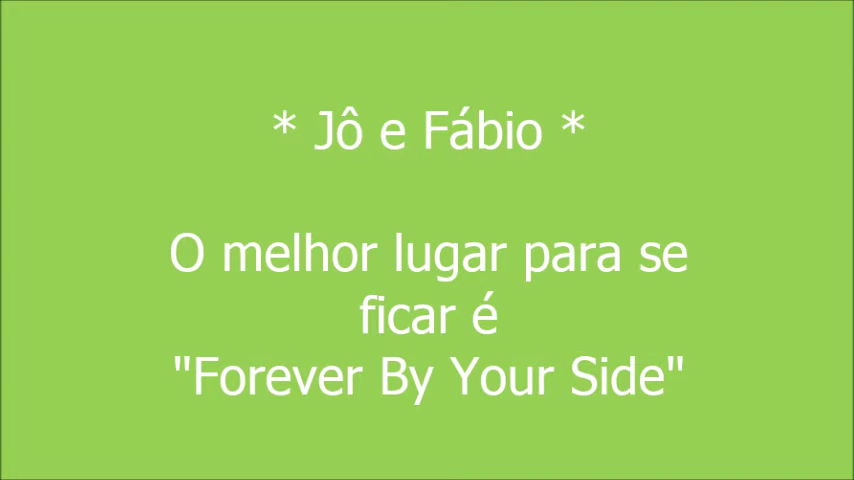 * Jô e Fábio *
O melhor lugar para se
ficar é
"Forever By Your Side"